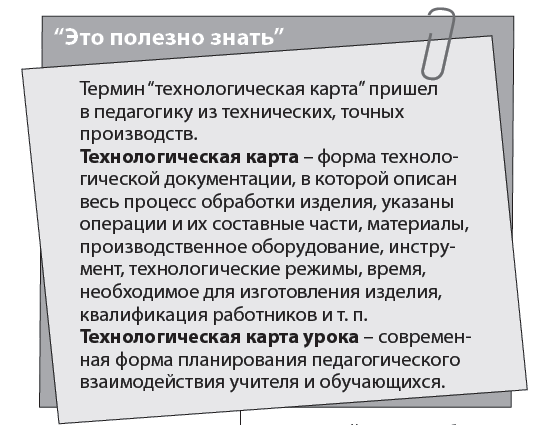 “Это полезно знать”
Термин “технологическая карта” пришел
в педагогику из технических, точных
производств.
Технологическая карта – форма техноло-
гической документации, в которой описан
весь процесс обработки изделия, указаны
операции и их составные части, материалы,
производственное оборудование, инстру-
мент, технологические режимы, время,
необходимое для изготовления изделия,
квалификация работников и т. п.
Технологическая карта урока – современ-
ная форма планирования педагогического
взаимодействия учителя и обучающихся.